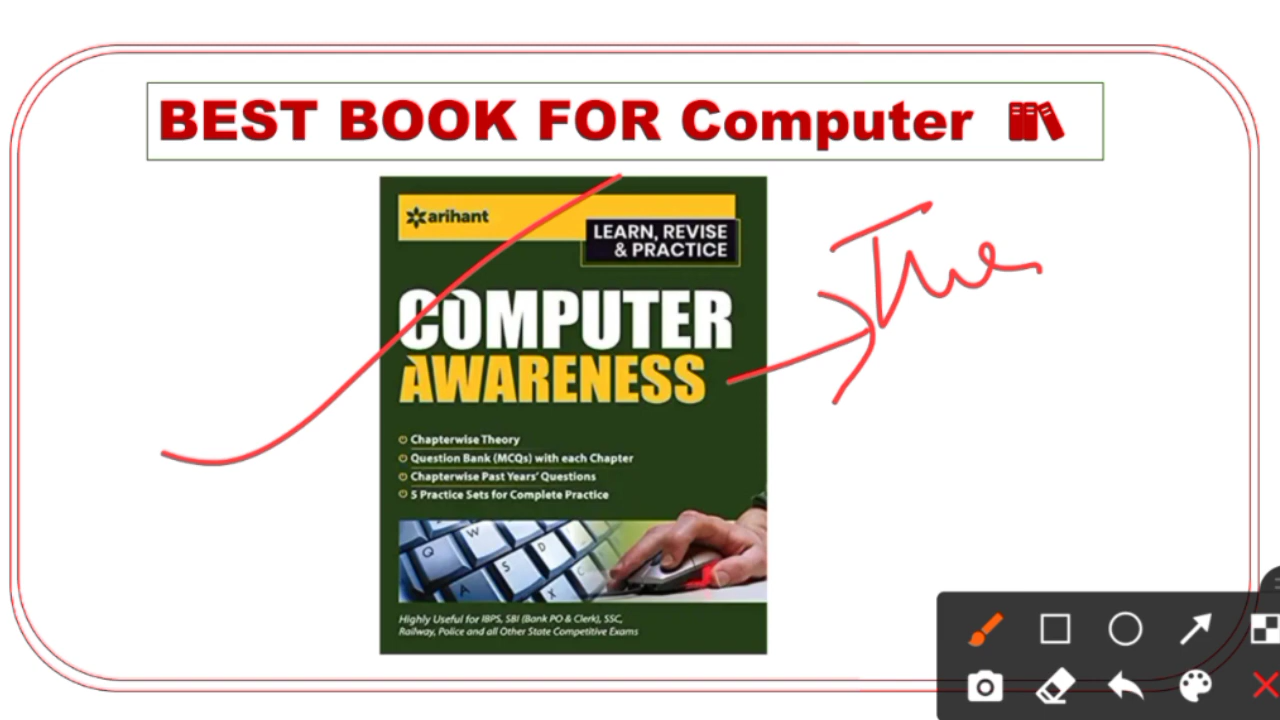 BEST BOOK FOR Computer
arihant
LEARN, REVISE
& PRACTICE
COMPUTER
AWARENESS
Chapterwise Theory
Question Bank (MCQs) with each Chapter
Chapterwise Past Years' Questions
5 Practice Sets for Complete Practice
Q W
S D
A X C
Highly Useful for IBPS, SBI (Bank PO & Clerk), SSC,
Railway, Police and all Other State Competitive Exams